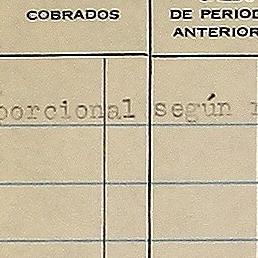 COBRADOS
DE PERIOD
ANTERIOR
porcional según